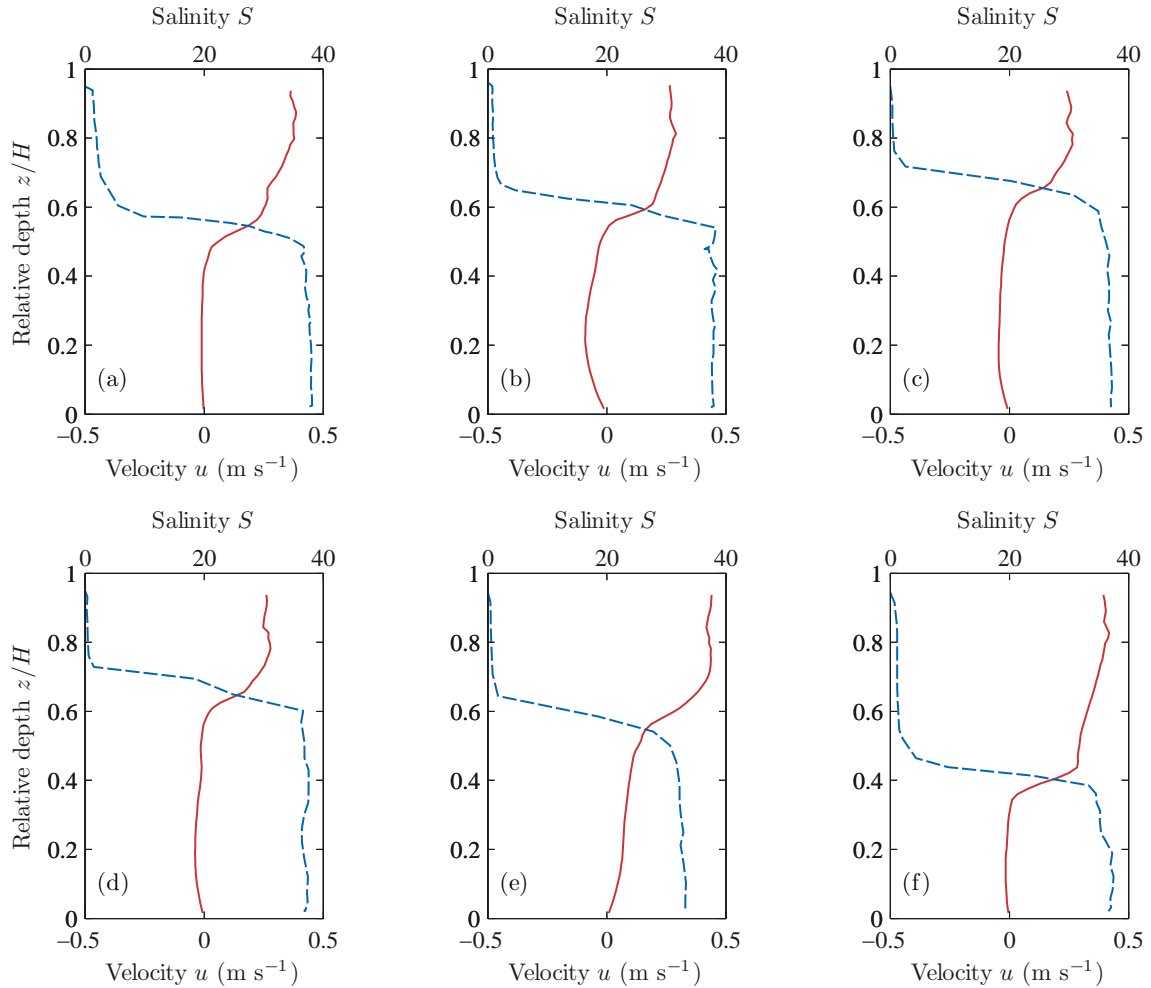 Salinity S Salinity S Salinity S
0 20 40 0 20 40 0 20 40
1 1 1
0.8 0.8 0.8
0.6 0.6 0.6
Relative depth z/H
0.4 0.4 0.4
0.2 0.2 0.2
(a) (b) (c)
0 0 0
−0.5 0 0.5 −0.5 0 0.5 −0.5 0 0.5
Velocity u (m s⁻¹) Velocity u (m s⁻¹) Velocity u (m s⁻¹)
Salinity S Salinity S Salinity S
0 20 40 0 20 40 0 20 40
1 1 1
0.8 0.8 0.8
0.6 0.6 0.6
Relative depth z/H
0.4 0.4 0.4
0.2 0.2 0.2
(d) (e) (f)
0 0 0
−0.5 0 0.5 −0.5 0 0.5 −0.5 0 0.5
Velocity u (m s⁻¹) Velocity u (m s⁻¹) Velocity u (m s⁻¹)